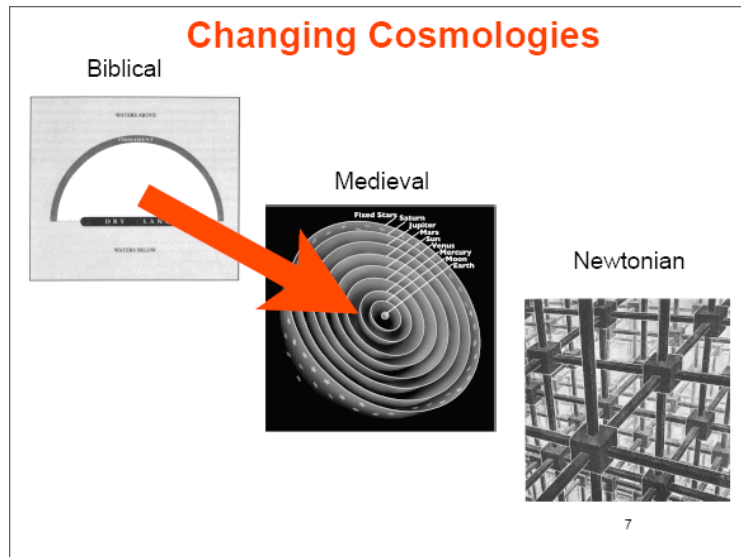 Changing Cosmologies
Biblical
WATERS ABOVE
FIRMAMENT
DRY LAN
WATERS BELOW
Medieval
Fixed Stars
Saturn
Jupiter
Mars
Sun
Venus
Mercury
Moon
Earth
Newtonian
7